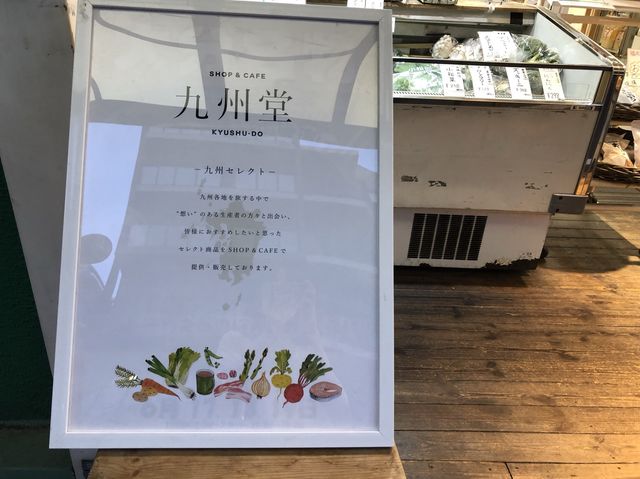 SHOP & CAFE
九州堂
KYUSHU-DO
－九州セレクト－
九州各地を旅する中で
“想い”のある生産者の方々と出会い、
皆様におすすめしたいと思った
セレクト商品をSHOP & CAFEで
提供・販売しております。